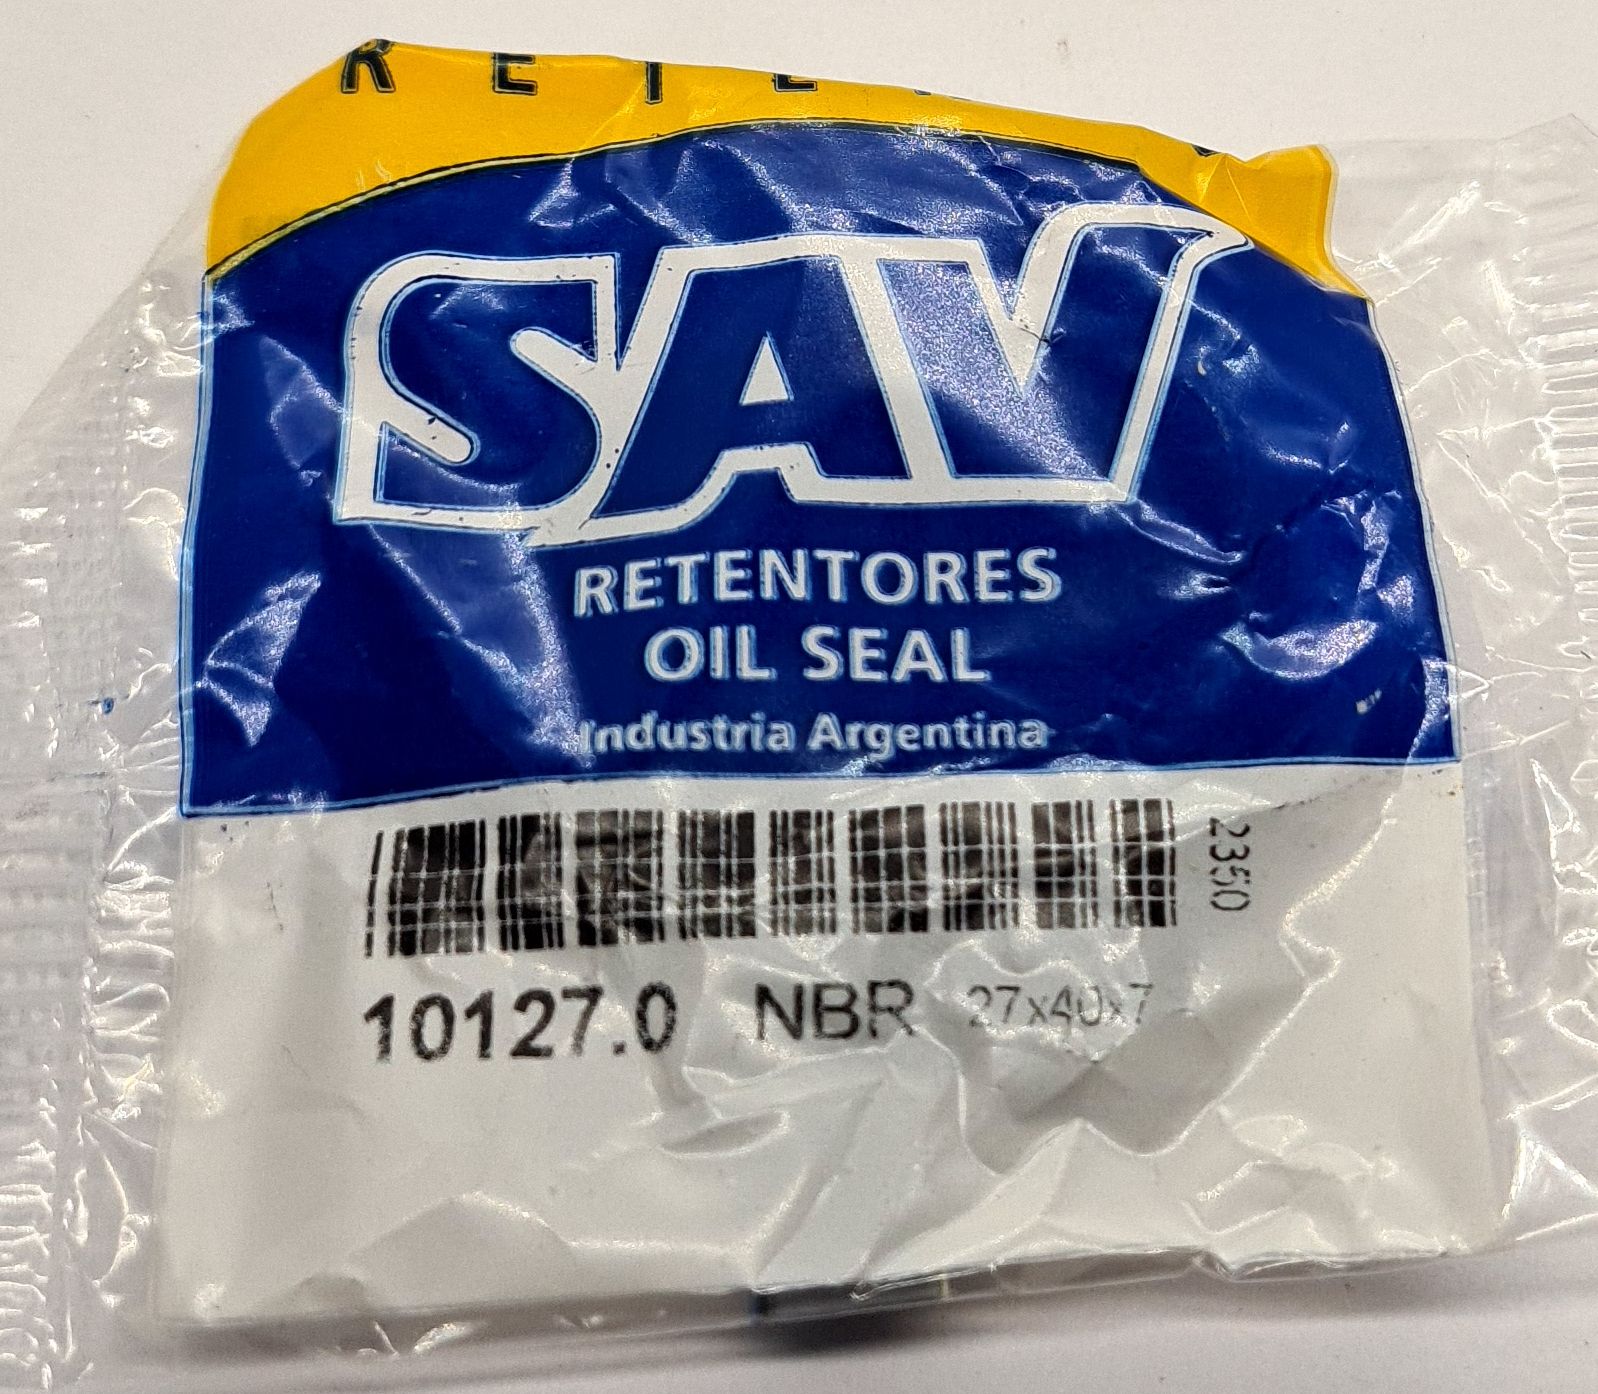 SAV
RETENTORES
OIL SEAL
Industria Argentina
2350
10127.0 NBR 27x40x7